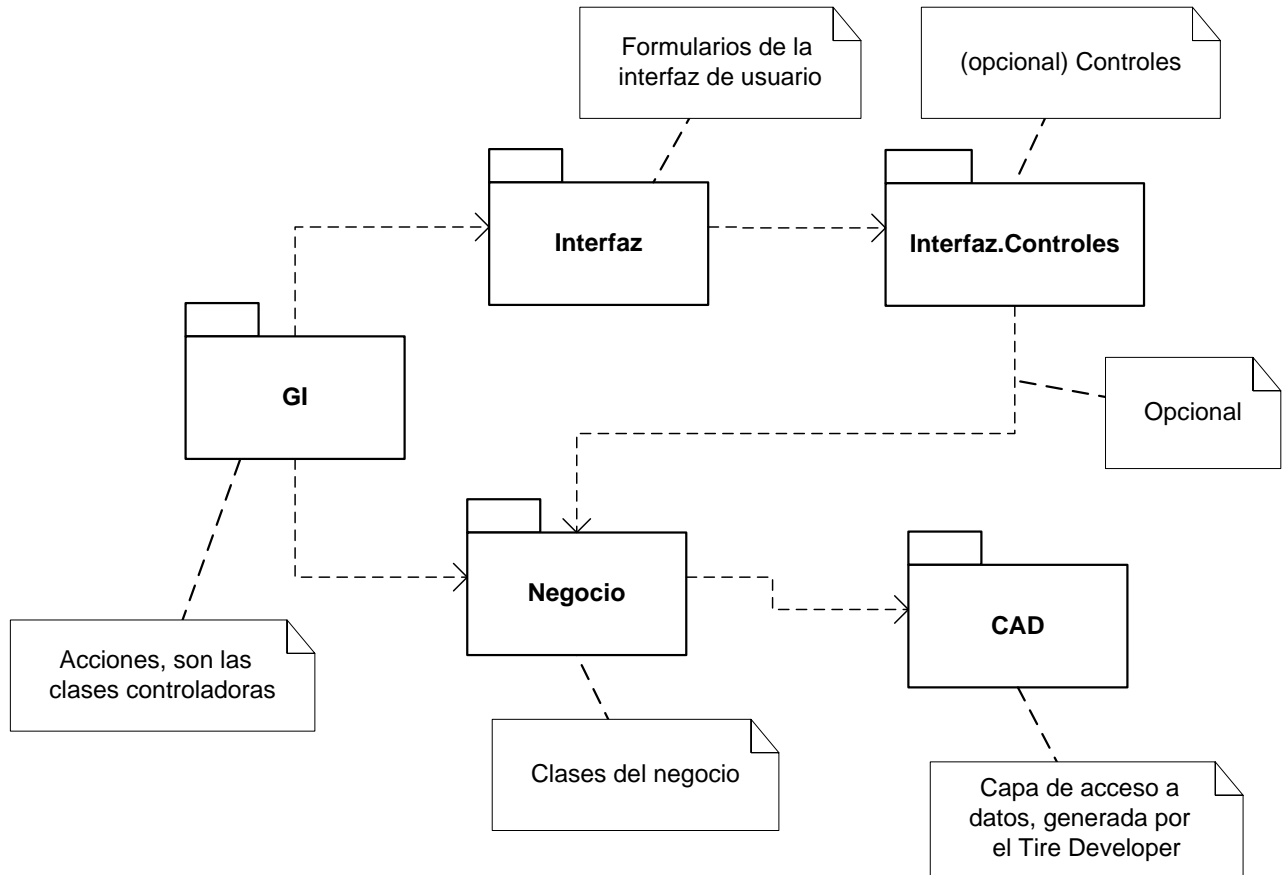 Formularios de la
interfaz de usuario
(opcional) Controles
Interfaz
Interfaz.Controles
GI
Opcional
Negocio
CAD
Acciones, son las
clases controladoras
Clases del negocio
Capa de acceso a
datos, generada por
el Tire Developer